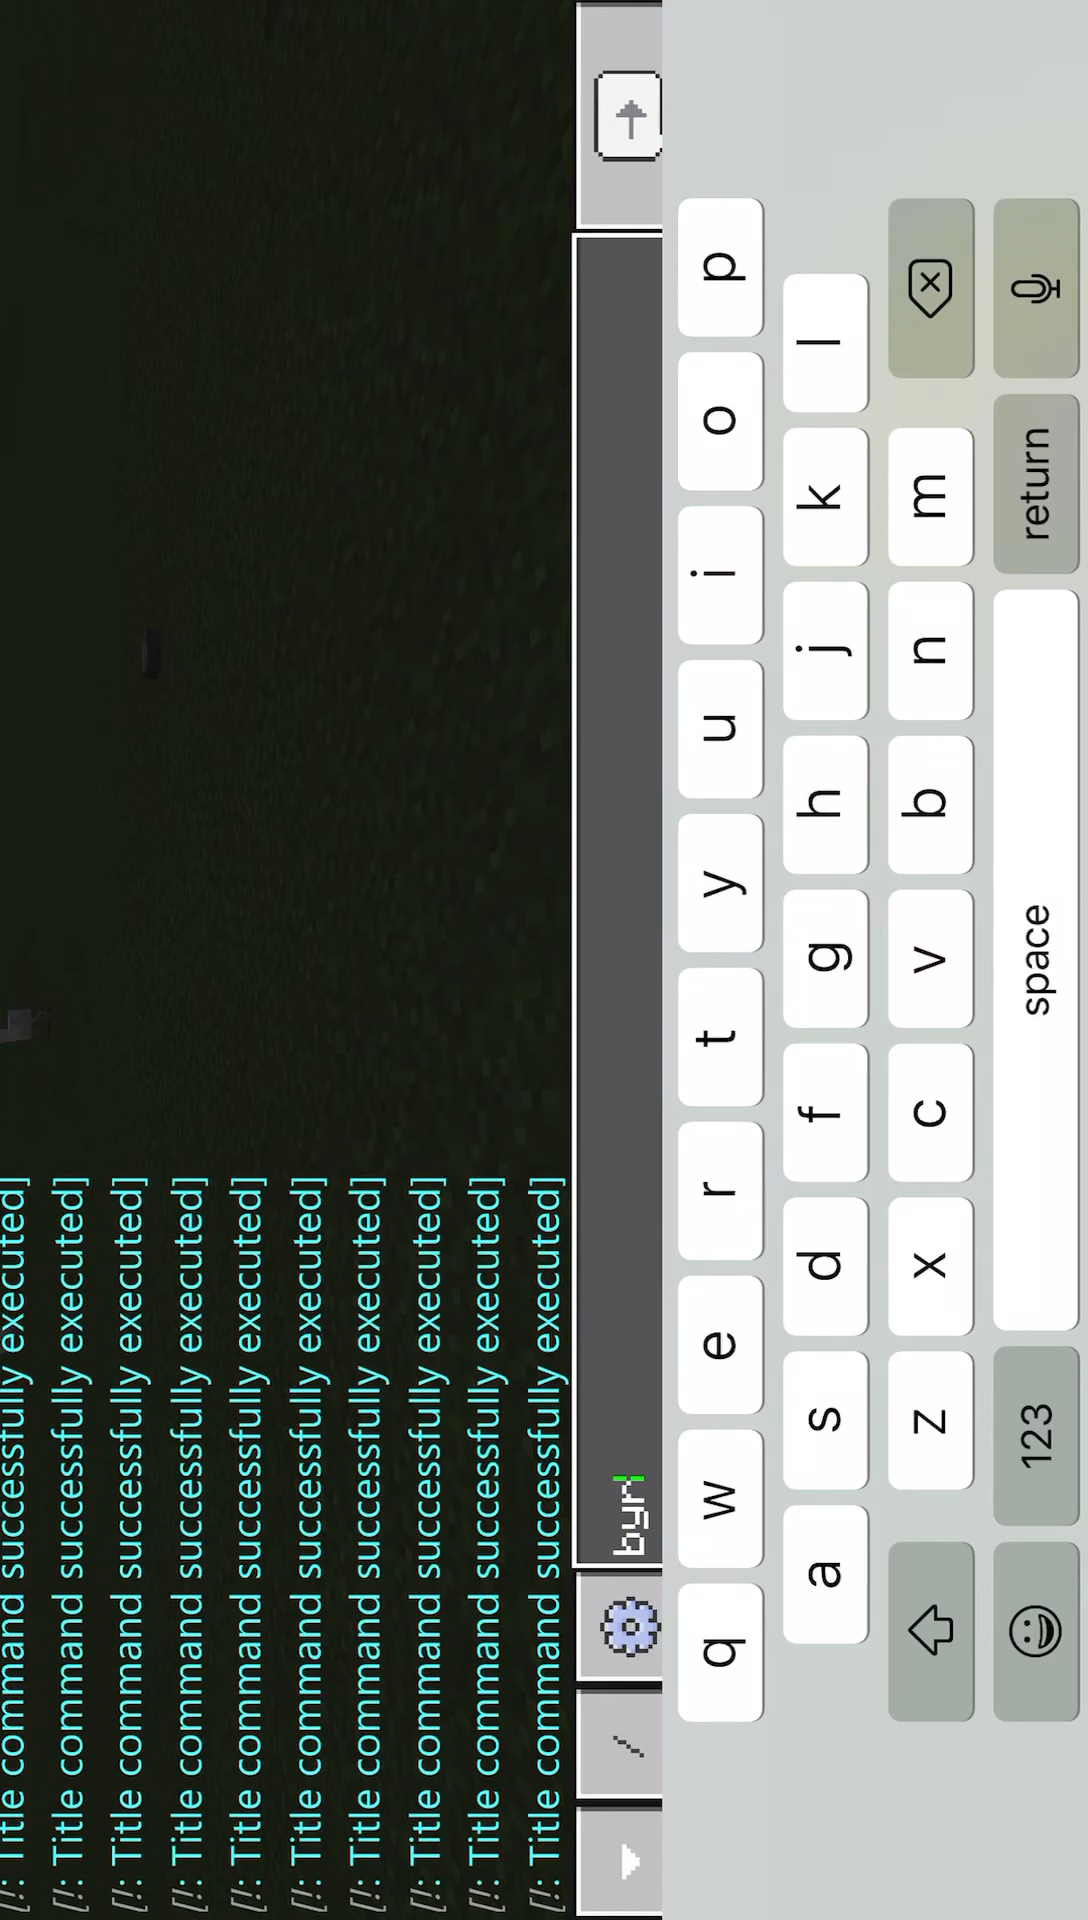 [!: Title command successfully executed]
[!: Title command successfully executed]
[!: Title command successfully executed]
[!: Title command successfully executed]
[!: Title command successfully executed]
[!: Title command successfully executed]
[!: Title command successfully executed]
[!: Title command successfully executed]
[!: Title command successfully executed]
[!: Title command successfully executed]
/ byr
q w e r t y u i o p
a s d f g h j k l
z x c v b n m
123 space return